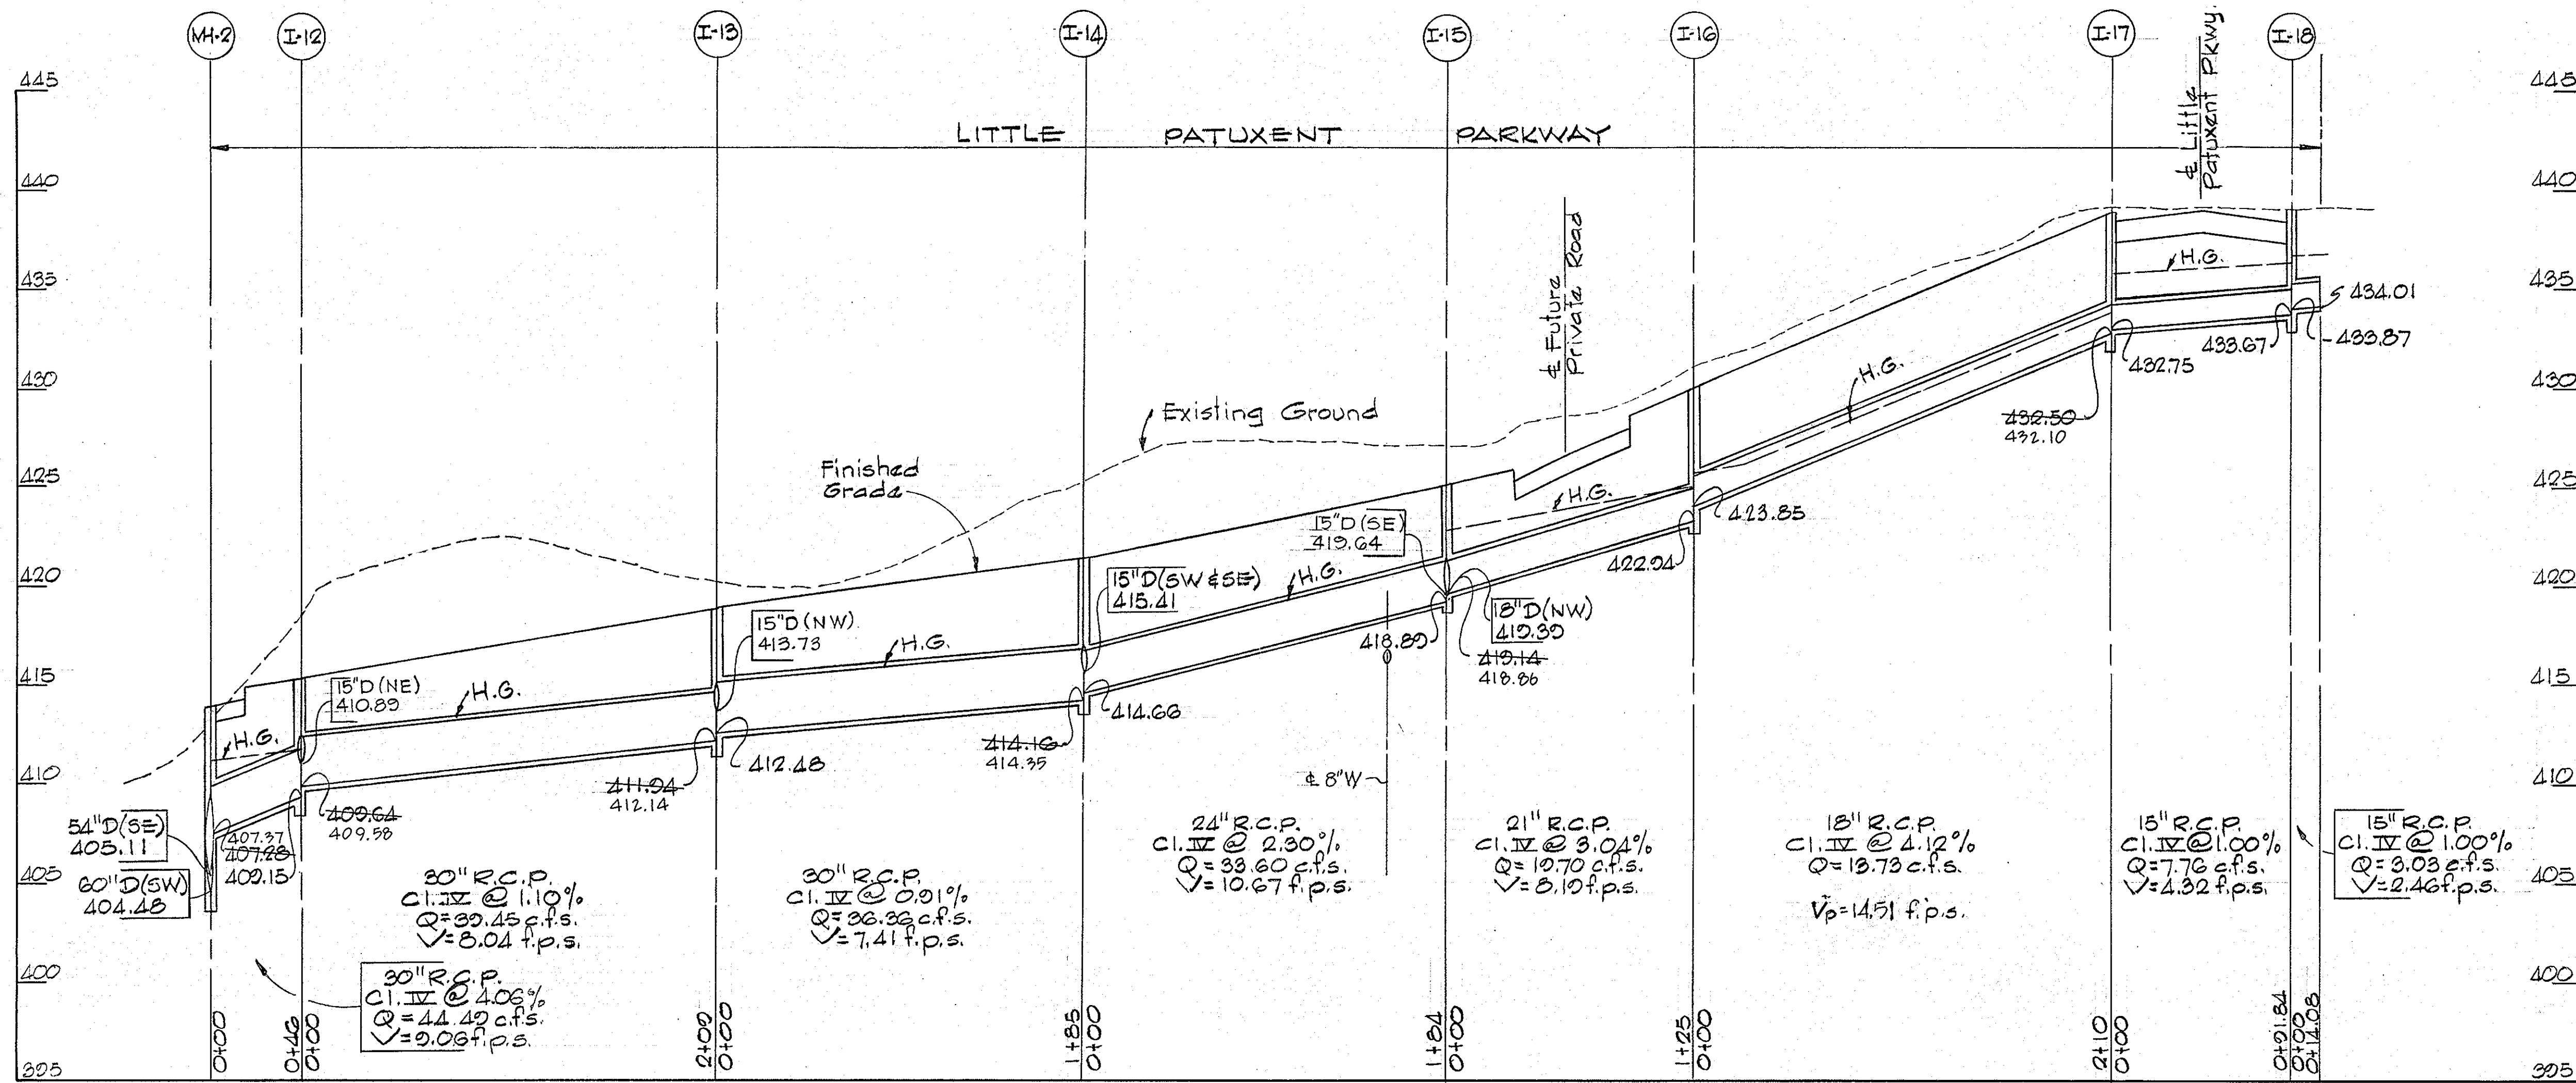 MH-2
I-12
I-13
I-14
I-15
I-16
I-17
I-18
℄ Little
Patuxent Pkwy.
445
445
LITTLE PATUXENT PARKWAY
440
440
435
435
430
430
425
425
420
420
415
415
410
410
405
405
400
400
395
395
℄ Future
Private Road
H.G.
434.01
433.87
433.67
432.75
432.50
432.10
H.G.
Existing Ground
Finished
Grade
H.G.
423.85
422.94
15"D(SE)
419.64
H.G.
15"D(SW & SE)
415.41
18"D(NW)
419.39
419.14
418.86
418.89
15"D(NW)
413.73
H.G.
15"D(NE)
410.89
H.G.
H.G.
414.66
414.16
414.35
412.48
411.94
412.14
409.64
409.58
℄ 8"W
54"D(SE)
405.11
407.37
407.28
409.15
60"D(SW)
404.48
30" R.C.P.
Cl. IV @ 1.10%
Q = 39.45 c.f.s.
V = 8.04 f.p.s.
30" R.C.P.
Cl. IV @ 0.91%
Q = 36.36 c.f.s.
V = 7.41 f.p.s.
24" R.C.P.
Cl. IV @ 2.30%
Q = 33.60 c.f.s.
V = 10.67 f.p.s.
21" R.C.P.
Cl. IV @ 3.04%
Q = 19.70 c.f.s.
V = 8.19 f.p.s.
18" R.C.P.
Cl. IV @ 4.12%
Q = 13.73 c.f.s.
Vp = 14.51 f.p.s.
15" R.C.P.
Cl. IV @ 1.00%
Q = 7.76 c.f.s.
V = 4.32 f.p.s.
15" R.C.P.
Cl. IV @ 1.00%
Q = 3.03 c.f.s.
V = 2.46 f.p.s.
30" R.C.P.
Cl. IV @ 4.06%
Q = 44.49 c.f.s.
V = 9.06 f.p.s.
0+00
0+46
0+00
2+09
0+00
1+85
0+00
1+84
0+00
1+25
0+00
2+10
0+00
0+91.84
0+00
0+14.08